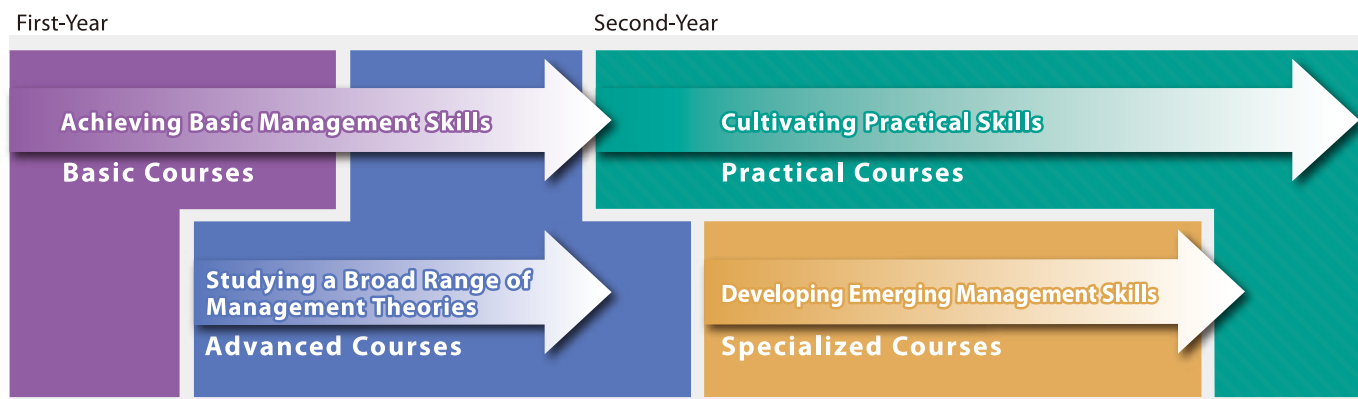 First-Year
Second-Year
Achieving Basic Management Skills
Basic Courses
Cultivating Practical Skills
Practical Courses
Studying a Broad Range of
Management Theories
Advanced Courses
Developing Emerging Management Skills
Specialized Courses